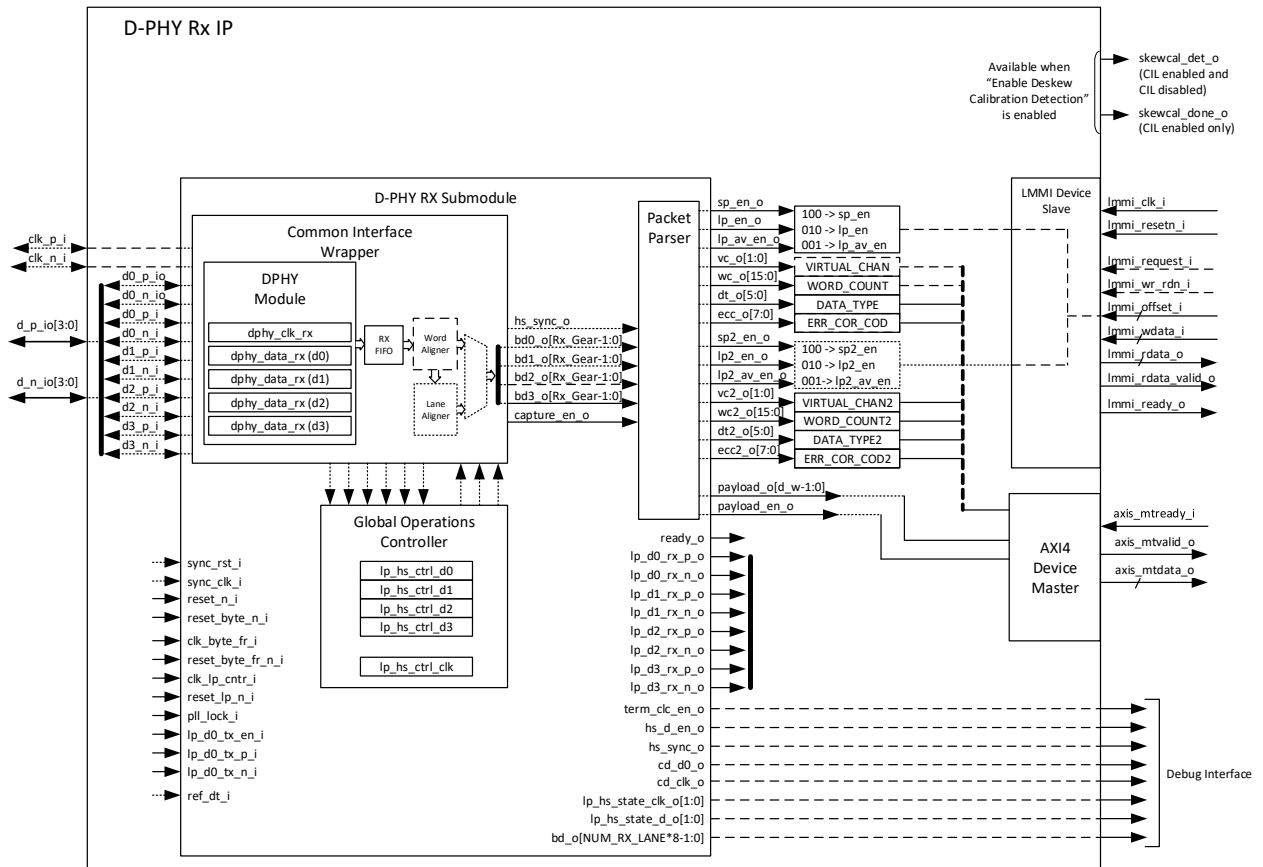 D-PHY Rx IP
Available when
“Enable Deskew
Calibration Detection”
is enabled
skewcal_det_o
(CIL enabled and
CIL disabled)
skewcal_done_o
(CIL enabled only)
D-PHY RX Submodule
Common Interface
Wrapper
DPHY
Module
dphy_clk_rx
dphy_data_rx (d0)
dphy_data_rx (d1)
dphy_data_rx (d2)
dphy_data_rx (d3)
RX
FIFO
Word
Aligner
Lane
Aligner
clk_p_i
clk_n_i
d_p_io[3:0]
d_n_io[3:0]
d0_p_io
d0_n_io
d0_p_i
d0_n_i
d1_p_i
d1_n_i
d2_p_i
d2_n_i
d3_p_i
d3_n_i
hs_sync_o
bd0_o[Rx_Gear-1:0]
bd1_o[Rx_Gear-1:0]
bd2_o[Rx_Gear-1:0]
bd3_o[Rx_Gear-1:0]
capture_en_o
Packet
Parser
sp_en_o
lp_en_o
lp_av_en_o
vc_o[1:0]
wc_o[15:0]
dt_o[5:0]
ecc_o[7:0]
sp2_en_o
lp2_en_o
lp2_av_en_o
vc2_o[1:0]
wc2_o[15:0]
dt2_o[5:0]
ecc2_o[7:0]
payload_o[d_w-1:0]
payload_en_o
100 -> sp_en
010 -> lp_en
001 -> lp_av_en
VIRTUAL_CHAN
WORD_COUNT
DATA_TYPE
ERR_COR_COD
100 -> sp2_en
010 -> lp2_en
001-> lp2_av_en
VIRTUAL_CHAN2
WORD_COUNT2
DATA_TYPE2
ERR_COR_COD2
LMMI Device
Slave
lmmi_clk_i
lmmi_resetn_i
lmmi_request_i
lmmi_wr_rdn_i
lmmi_offset_i
lmmi_wdata_i
lmmi_rdata_o
lmmi_rdata_valid_o
lmmi_ready_o
AXI4
Device
Master
axis_mtready_i
axis_mtvalid_o
axis_mtdata_o
Global Operations
Controller
lp_hs_ctrl_d0
lp_hs_ctrl_d1
lp_hs_ctrl_d2
lp_hs_ctrl_d3
lp_hs_ctrl_clk
sync_rst_i
sync_clk_i
reset_n_i
reset_byte_n_i
clk_byte_fr_i
reset_byte_fr_n_i
clk_lp_cntr_i
reset_lp_n_i
pll_lock_i
lp_d0_tx_en_i
lp_d0_tx_p_i
lp_d0_tx_n_i
ref_dt_i
ready_o
lp_d0_rx_p_o
lp_d0_rx_n_o
lp_d1_rx_p_o
lp_d1_rx_n_o
lp_d2_rx_p_o
lp_d2_rx_n_o
lp_d3_rx_p_o
lp_d3_rx_n_o
term_clc_en_o
hs_d_en_o
hs_sync_o
cd_d0_o
cd_clk_o
lp_hs_state_clk_o[1:0]
lp_hs_state_d_o[1:0]
bd_o[NUM_RX_LANE*8-1:0]
Debug Interface